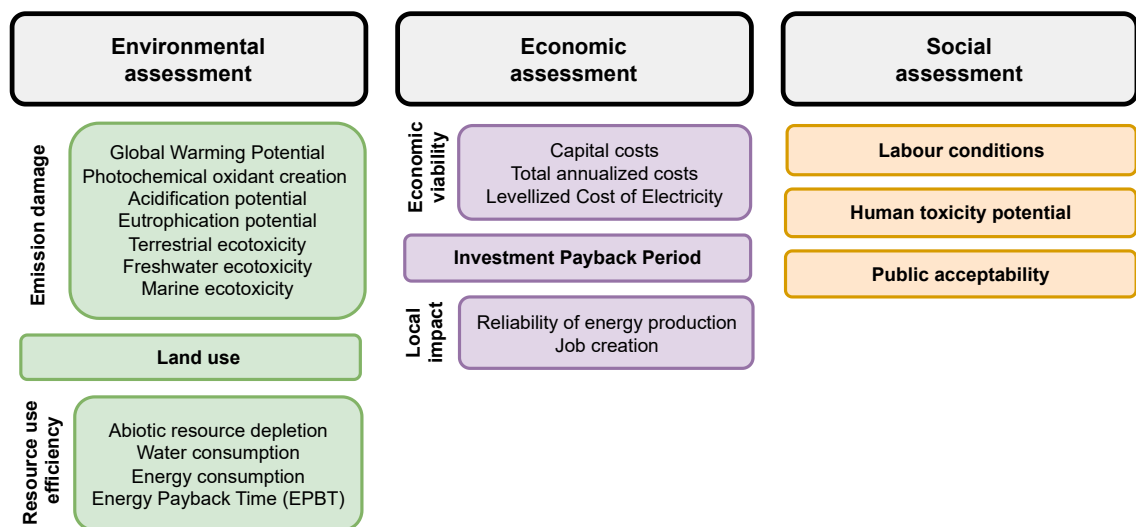 Environmental
assessment
Emission damage
Global Warming Potential
Photochemical oxidant creation
Acidification potential
Eutrophication potential
Terrestrial ecotoxicity
Freshwater ecotoxicity
Marine ecotoxicity
Land use
Resource use
efficiency
Abiotic resource depletion
Water consumption
Energy consumption
Energy Payback Time (EPBT)
Economic
assessment
Economic
viability
Capital costs
Total annualized costs
Levellized Cost of Electricity
Investment Payback Period
Local
impact
Reliability of energy production
Job creation
Social
assessment
Labour conditions
Human toxicity potential
Public acceptability